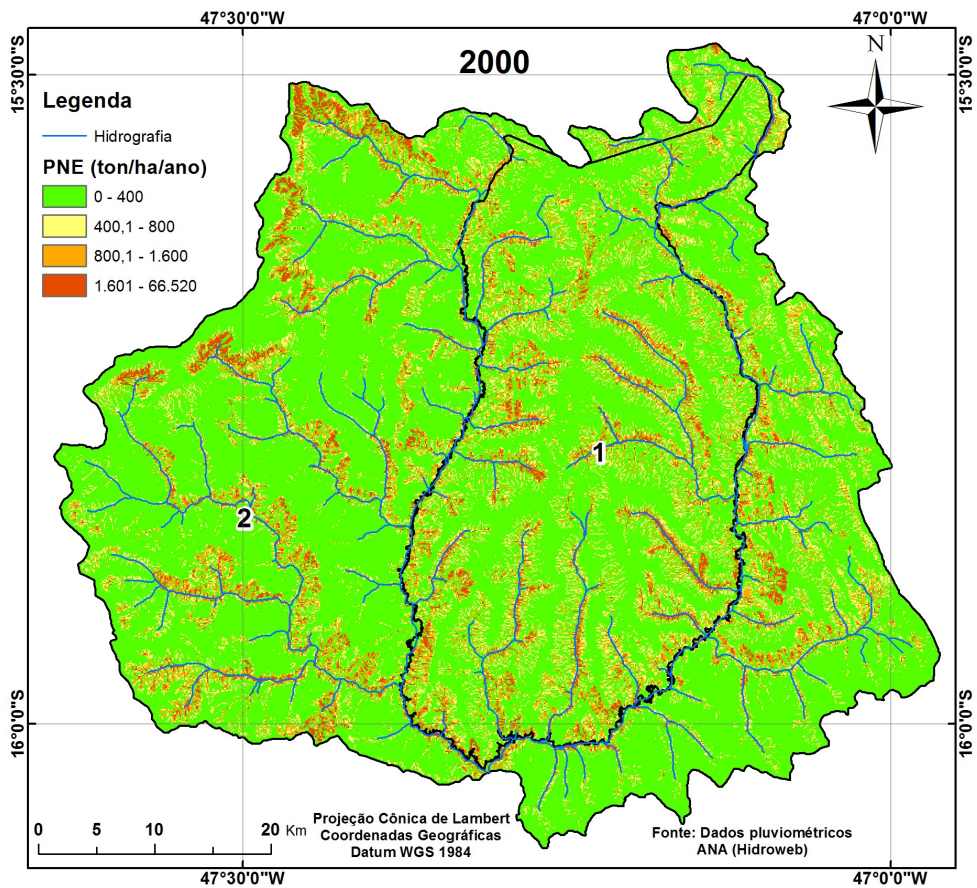 47°30'0"W
47°0'0"W
15°30'0"S
15°30'0"S
2000
N
Legenda
Hidrografia
PNE (ton/ha/ano)
0 - 400
400,1 - 800
800,1 - 1.600
1.601 - 66.520
1
2
16°0'0"S
16°0'0"S
0 5 10 20 Km
Projeção Cônica de Lambert
Coordenadas Geográficas
Datum WGS 1984
Fonte: Dados pluviométricos
ANA (Hidroweb)
47°30'0"W
47°0'0"W